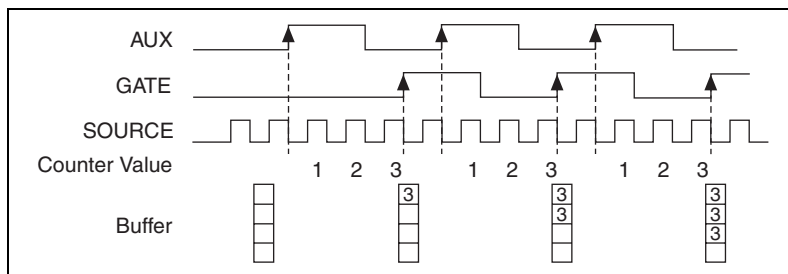 AUX
GATE
SOURCE
Counter Value 1 2 3 1 2 3 1 2 3
Buffer
3 3 3
3 3
3